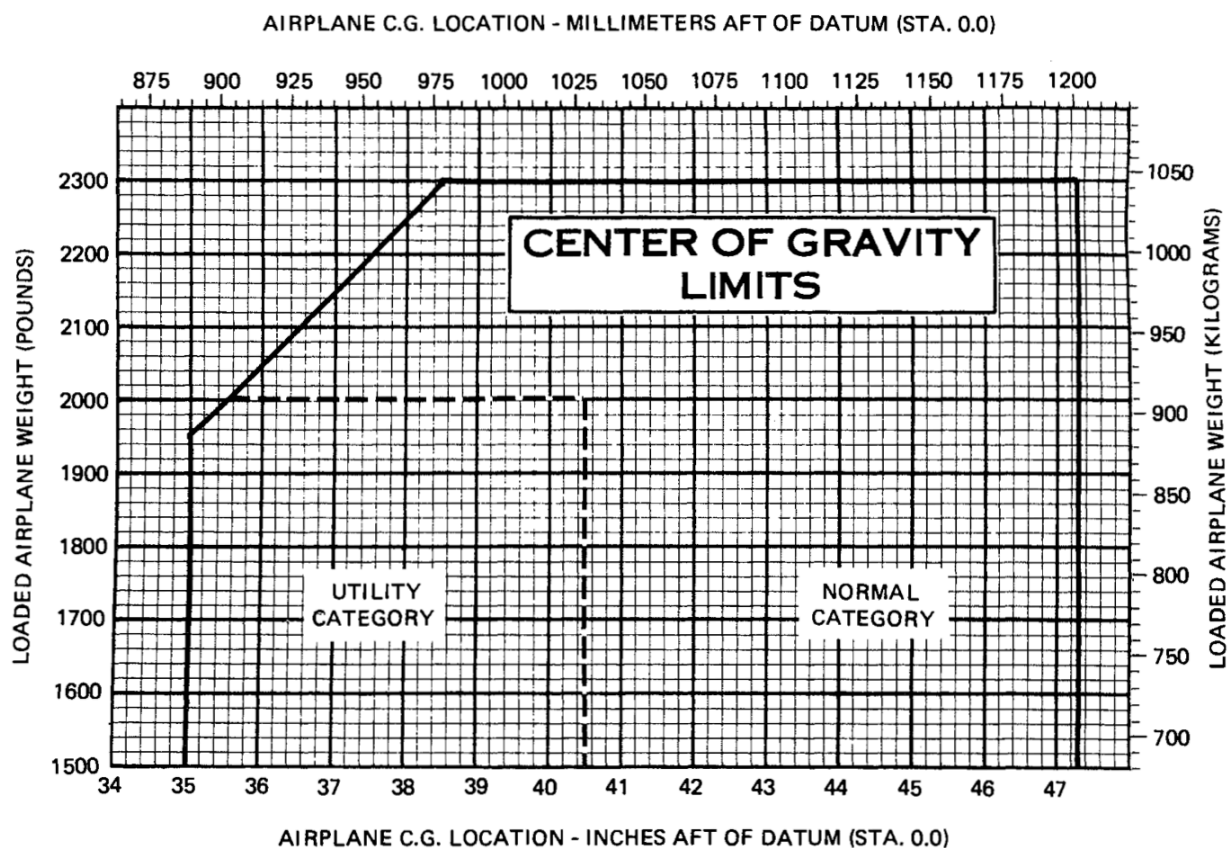 AIRPLANE C.G. LOCATION - MILLIMETERS AFT OF DATUM (STA. 0.0)
875 900 925 950 975 1000 1025 1050 1075 1100 1125 1150 1175 1200
LOADED AIRPLANE WEIGHT (POUNDS)
2300
2200
2100
2000
1900
1800
1700
1600
1500
CENTER OF GRAVITY
LIMITS
UTILITY
CATEGORY
NORMAL
CATEGORY
1050
1000
950
900
850
800
750
700
LOADED AIRPLANE WEIGHT (KILOGRAMS)
34 35 36 37 38 39 40 41 42 43 44 45 46 47
AIRPLANE C.G. LOCATION - INCHES AFT OF DATUM (STA. 0.0)